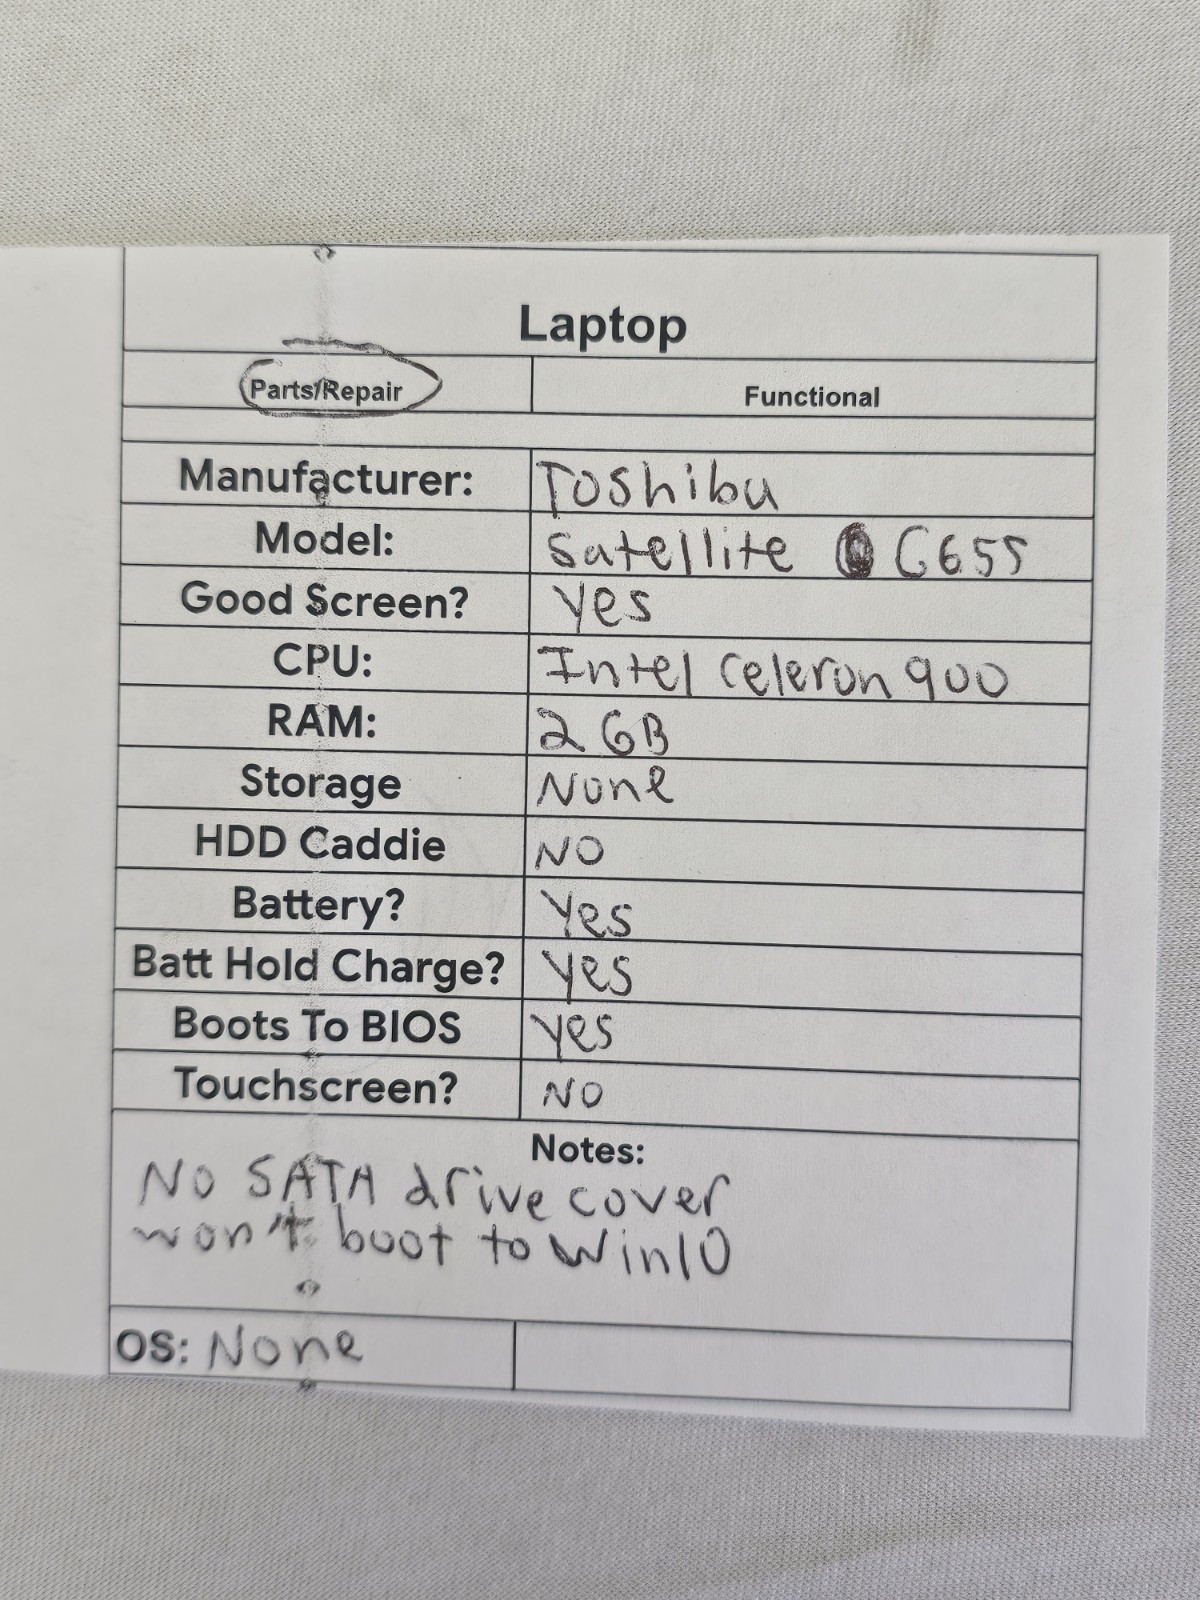 Laptop
Parts/Repair Functional
Manufacturer: Toshiba
Model: Satellite C655
Good Screen? Yes
CPU: Intel Celeron 900
RAM: 2 GB
Storage None
HDD Caddie NO
Battery? Yes
Batt Hold Charge? Yes
Boots To BIOS Yes
Touchscreen? NO
Notes:
No SATA drive cover
won't boot to Win10
OS: None